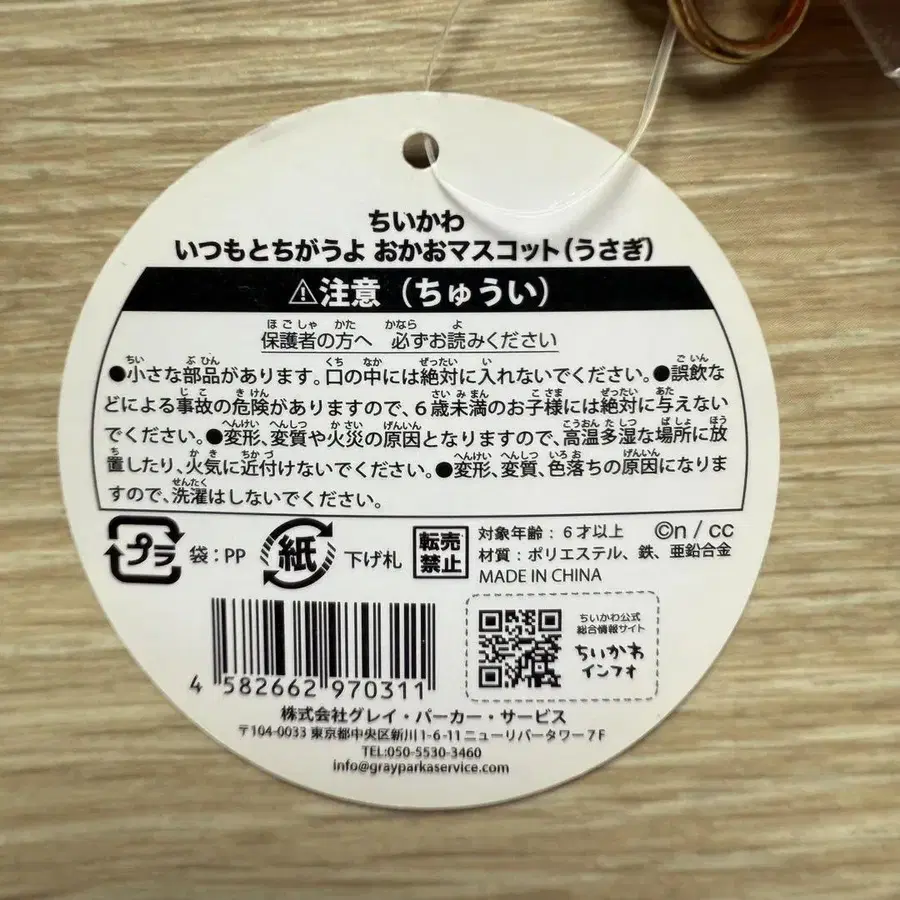 ちいかわ
いつもとちがうよ おかおマスコット(うさぎ)
⚠注意(ちゅうい)
保護者の方へ 必ずお読みください
●小さな部品があります。口の中には絶対に入れないでください。●誤飲な
どによる事故の危険がありますので、6歳未満のお子様には絶対に与えない
でください。●変形、変質や火災の原因となりますので、高温多湿な場所に放
置したり、火気に近付けないでください。●変形、変質、色落ちの原因になりま
すので、洗濯はしないでください。
プラ 袋:PP 紙 下げ札 転売禁止
対象年齢:6才以上 ©n / cc
材質:ポリエステル、鉄、亜鉛合金
MADE IN CHINA
4 582662 970311
ちいかわ公式
総合情報サイト
ちいかわ
インフォ
株式会社グレイ・パーカー・サービス
〒104-0033 東京都中央区新川1-6-11 ニューリバータワー7F
TEL:050-5530-3460
info@grayparkaservice.com